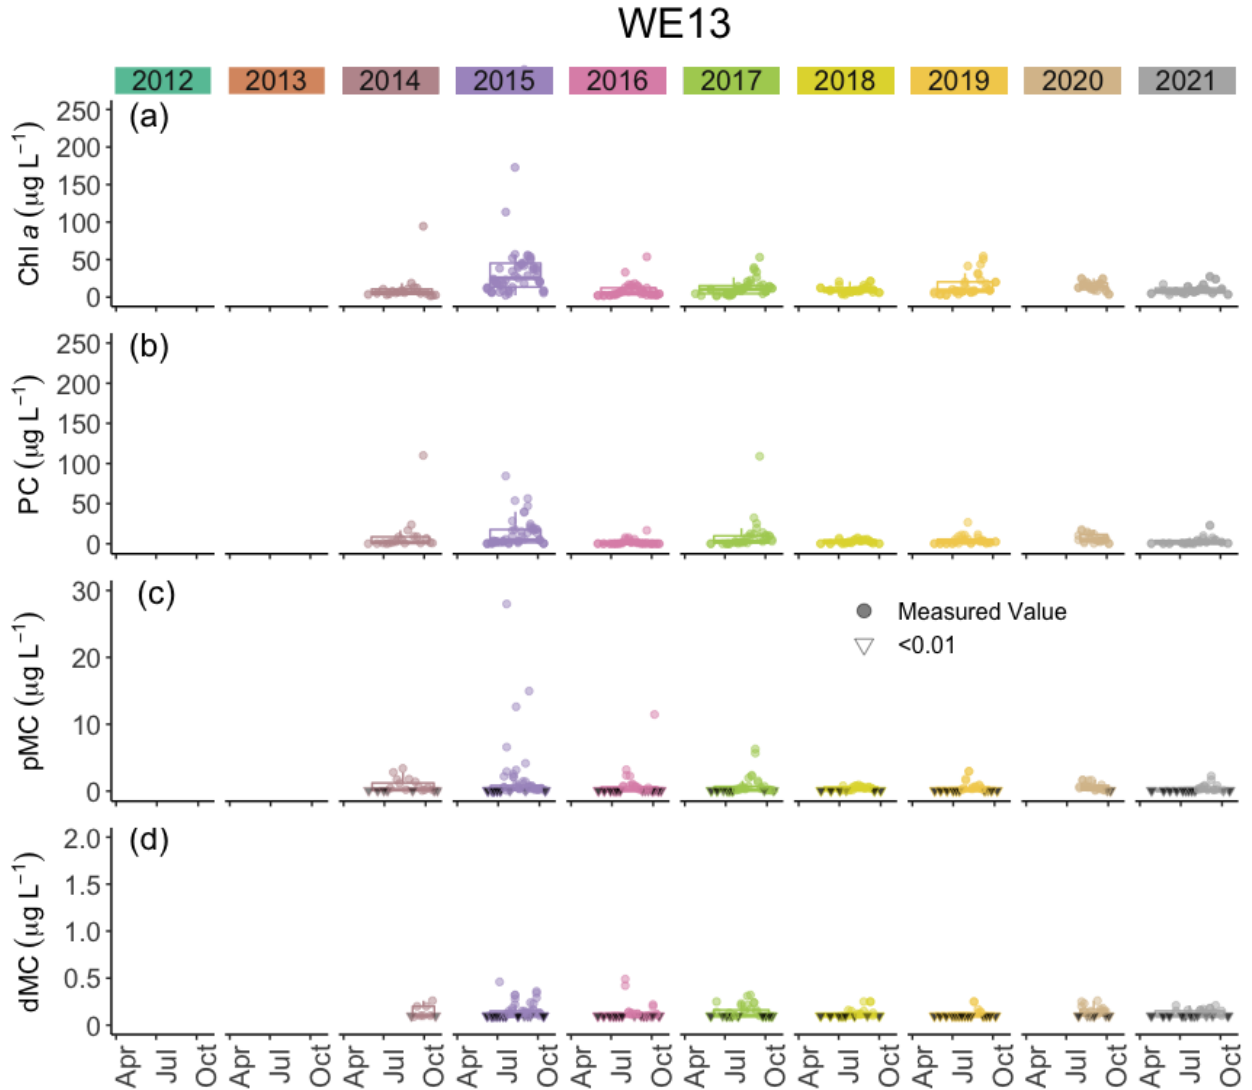 WE13
2012 2013 2014 2015 2016 2017 2018 2019 2020 2021
(a)
Chl a (μg L⁻¹)
250
200
150
100
50
0
(b)
PC (μg L⁻¹)
250
200
150
100
50
0
(c)
pMC (μg L⁻¹)
30
20
10
0
Measured Value
<0.01
(d)
dMC (μg L⁻¹)
2.0
1.5
1.0
0.5
0
Apr Jul Oct Apr Jul Oct Apr Jul Oct Apr Jul Oct Apr Jul Oct Apr Jul Oct Apr Jul Oct Apr Jul Oct Apr Jul Oct Apr Jul Oct